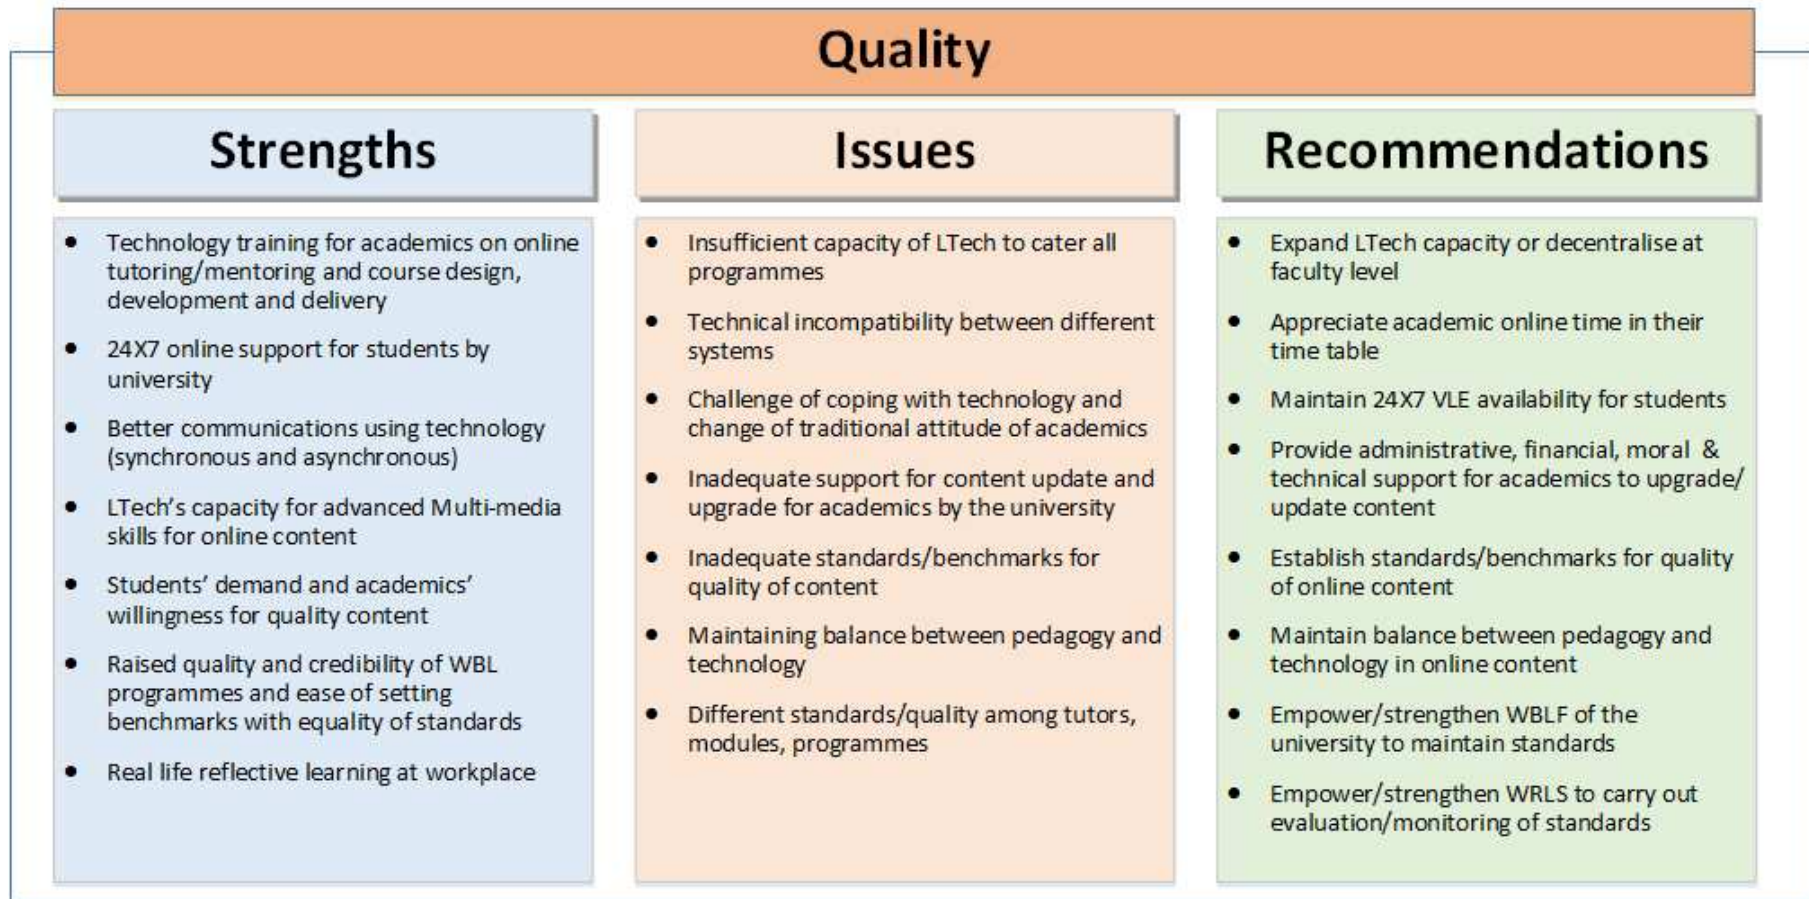 Quality
Strengths
• Technology training for academics on online
tutoring/mentoring and course design,
development and delivery
• 24X7 online support for students by
university
• Better communications using technology
(synchronous and asynchronous)
• LTech’s capacity for advanced Multi-media
skills for online content
• Students’ demand and academics’
willingness for quality content
• Raised quality and credibility of WBL
programmes and ease of setting
benchmarks with equality of standards
• Real life reflective learning at workplace
Issues
• Insufficient capacity of LTech to cater all
programmes
• Technical incompatibility between different
systems
• Challenge of coping with technology and
change of traditional attitude of academics
• Inadequate support for content update and
upgrade for academics by the university
• Inadequate standards/benchmarks for
quality of content
• Maintaining balance between pedagogy and
technology
• Different standards/quality among tutors,
modules, programmes
Recommendations
• Expand LTech capacity or decentralise at
faculty level
• Appreciate academic online time in their
time table
• Maintain 24X7 VLE availability for students
• Provide administrative, financial, moral &
technical support for academics to upgrade/
update content
• Establish standards/benchmarks for quality
of online content
• Maintain balance between pedagogy and
technology in online content
• Empower/strengthen WBLF of the
university to maintain standards
• Empower/strengthen WRLS to carry out
evaluation/monitoring of standards